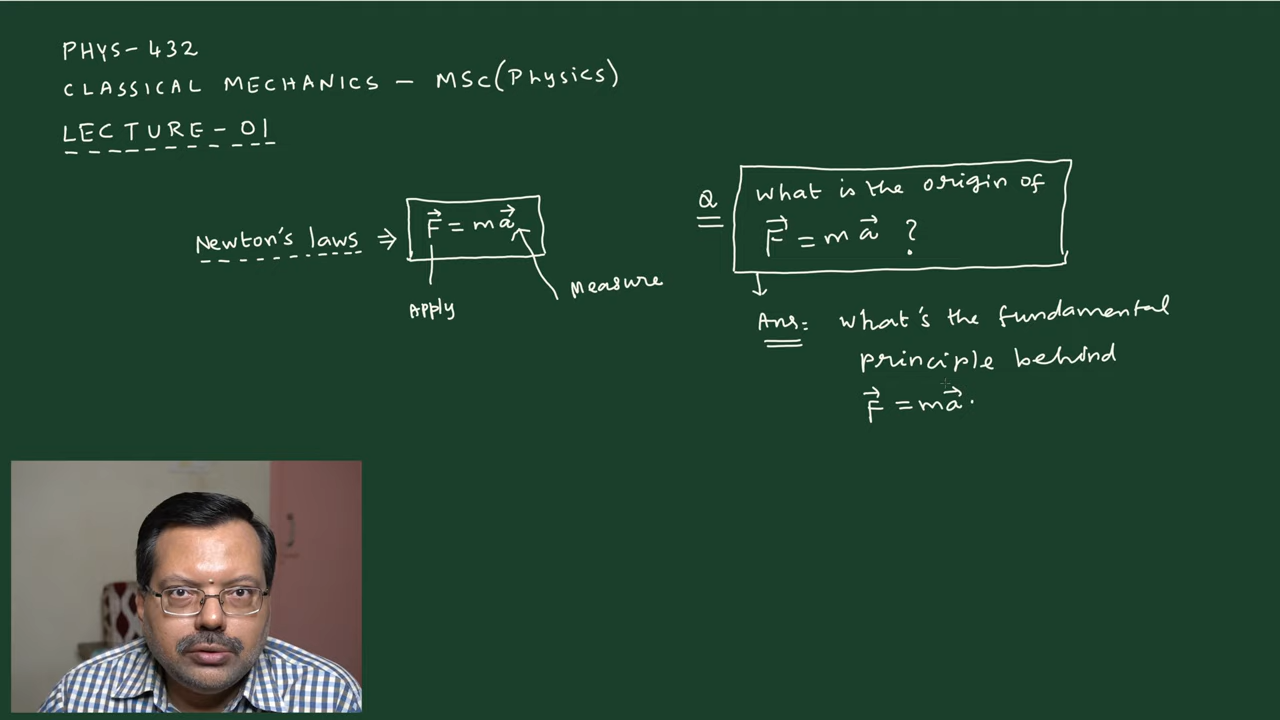 PHYS-432
CLASSICAL MECHANICS - MSc(Physics)
LECTURE-01
Newton's laws ⇒ F⃗ = ma⃗
Apply
Measure
Q
What is the origin of
F⃗ = ma⃗ ?
Ans: What's the fundamental
principle behind
F⃗ = ma⃗.